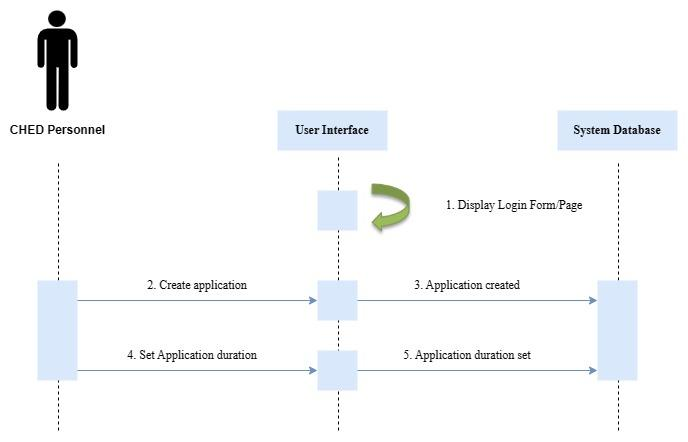 CHED Personnel
User Interface
System Database
1. Display Login Form/Page
2. Create application
3. Application created
4. Set Application duration
5. Application duration set